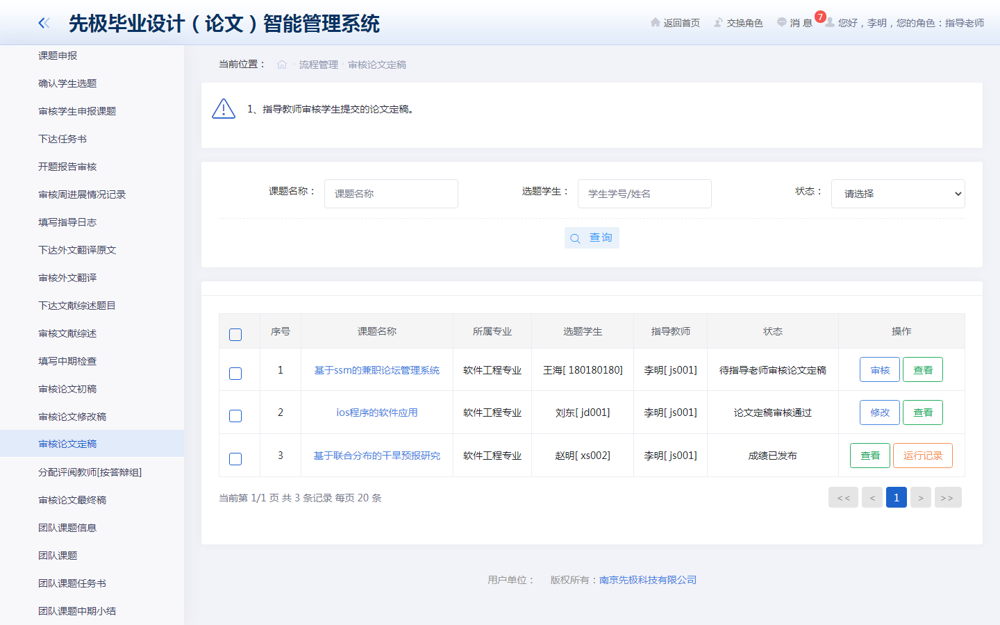 先极毕业设计（论文）智能管理系统
返回首页 交换角色 消息 7 您好，李明，您的角色：指导老师
课题申报
确认学生选题
审核学生申报课题
下达任务书
开题报告审核
审核周进展情况记录
填写指导日志
下达外文翻译原文
审核外文翻译
下达文献综述题目
审核文献综述
填写中期检查
审核论文初稿
审核论文修改稿
审核论文定稿
分配评阅教师[按答辩组]
审核论文最终稿
团队课题信息
团队课题
团队课题任务书
团队课题中期小结
当前位置： 流程管理 审核论文定稿
1、指导教师审核学生提交的论文定稿。
课题名称： 课题名称 选题学生： 学生学号/姓名 状态： 请选择
查询
序号 课题名称 所属专业 选题学生 指导教师 状态 操作
1 基于ssm的兼职论坛管理系统 软件工程专业 王海[ 180180180] 李明[ js001] 待指导老师审核论文定稿 审核 查看
2 ios程序的软件应用 软件工程专业 刘东[ jd001] 李明[ js001] 论文定稿审核通过 修改 查看
3 基于联合分布的干旱预报研究 软件工程专业 赵明[ xs002] 李明[ js001] 成绩已发布 查看 运行记录
当前第 1/1 页 共 3 条记录 每页 20 条 << < 1 > >>
用户单位： 版权所有：南京先极科技有限公司